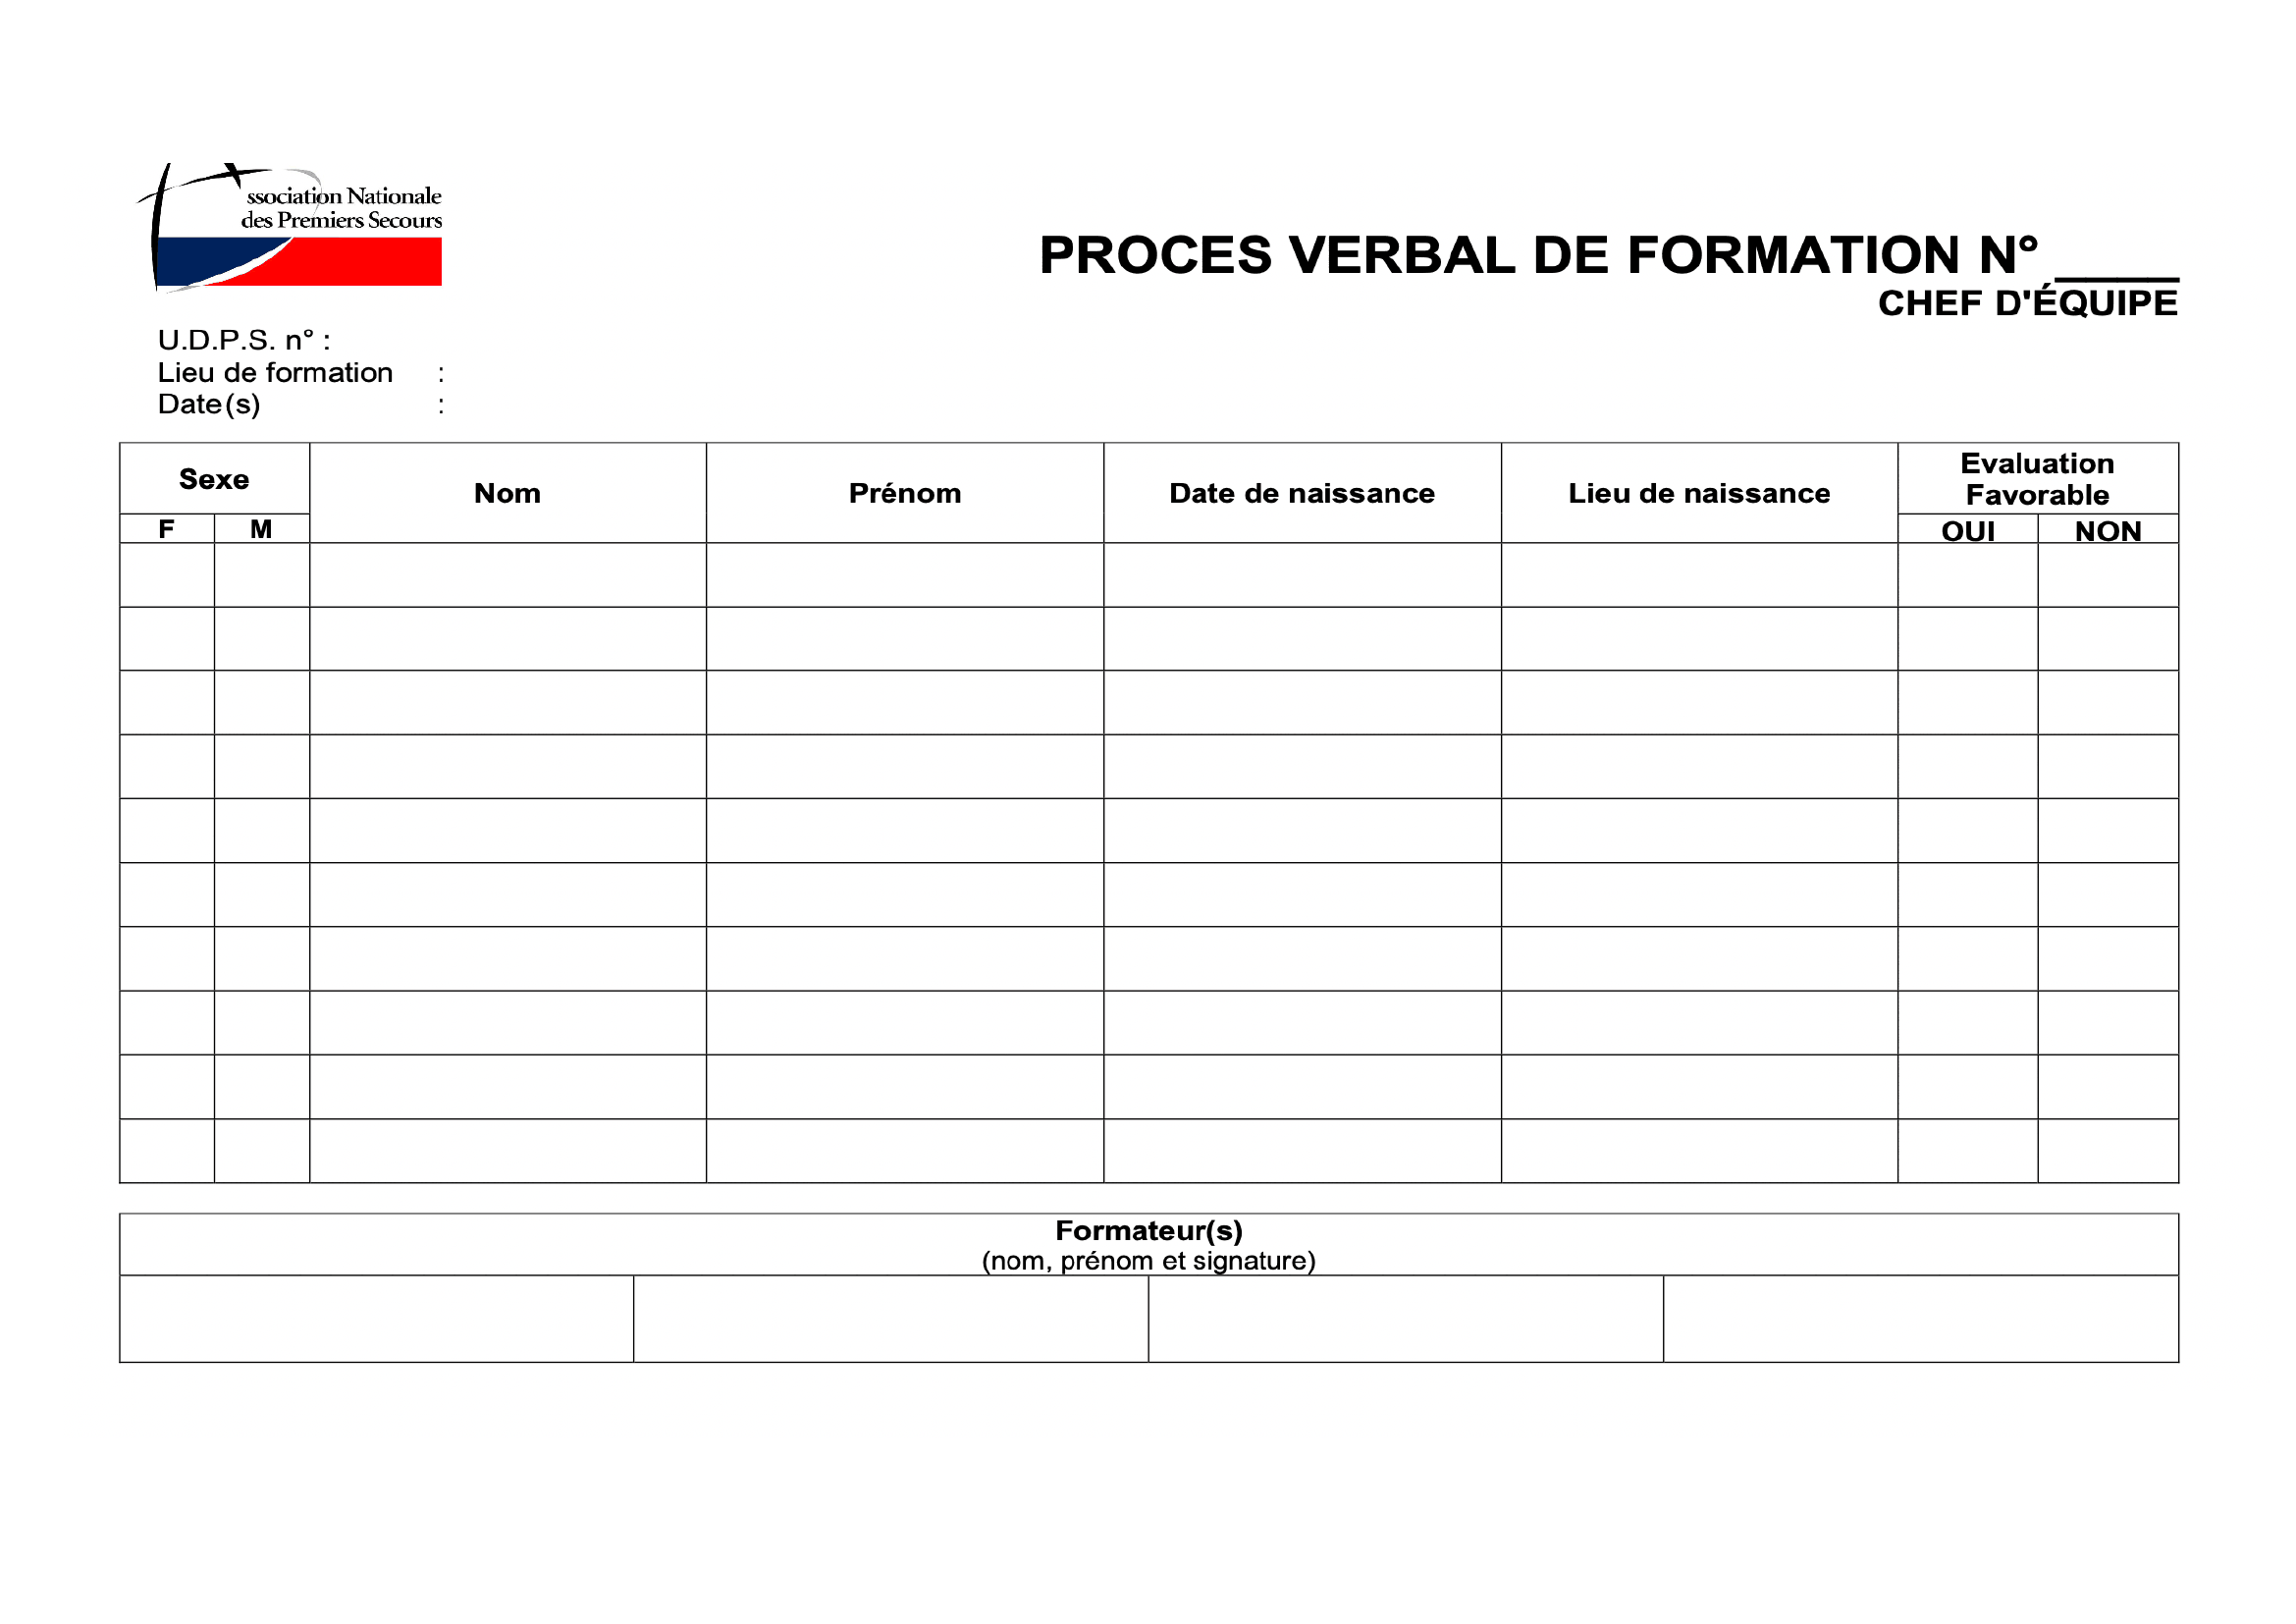 ssociation Nationale
des Premiers Secours
PROCES VERBAL DE FORMATION N° ____
CHEF D'ÉQUIPE
U.D.P.S. n° :
Lieu de formation :
Date(s) :
Sexe Nom Prénom Date de naissance Lieu de naissance Evaluation Favorable
F M OUI NON
Formateur(s)
(nom, prénom et signature)